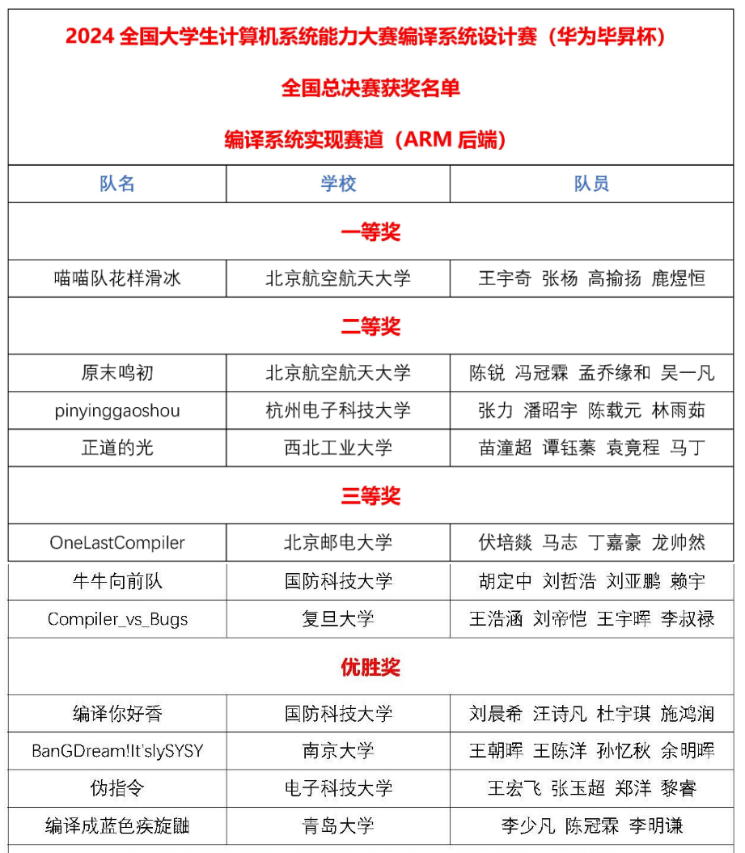 2024 全国大学生计算机系统能力大赛编译系统设计赛（华为毕昇杯）
全国总决赛获奖名单
编译系统实现赛道（ARM 后端）
队名 学校 队员
一等奖
喵喵队花样滑冰 北京航空航天大学 王宇奇 张杨 高揄扬 鹿煜恒
二等奖
原末鸣初 北京航空航天大学 陈锐 冯冠霖 孟乔缘和 吴一凡
pinyinggaoshou 杭州电子科技大学 张力 潘昭宇 陈载元 林雨茹
正道的光 西北工业大学 苗潼超 谭钰蓁 袁竟程 马丁
三等奖
OneLastCompiler 北京邮电大学 伏培燚 马志 丁嘉豪 龙帅然
牛牛向前队 国防科技大学 胡定中 刘哲浩 刘亚鹏 赖宇
Compiler_vs_Bugs 复旦大学 王浩涵 刘帝恺 王宇晖 李叔禄
优胜奖
编译你好香 国防科技大学 刘晨希 汪诗凡 杜宇琪 施鸿润
BanGDream!It'slySYSY 南京大学 王朝晖 王陈洋 孙忆秋 余明晖
伪指令 电子科技大学 王宏飞 张玉超 郑洋 黎睿
编译成蓝色疾旋鼬 青岛大学 李少凡 陈冠霖 李明谦